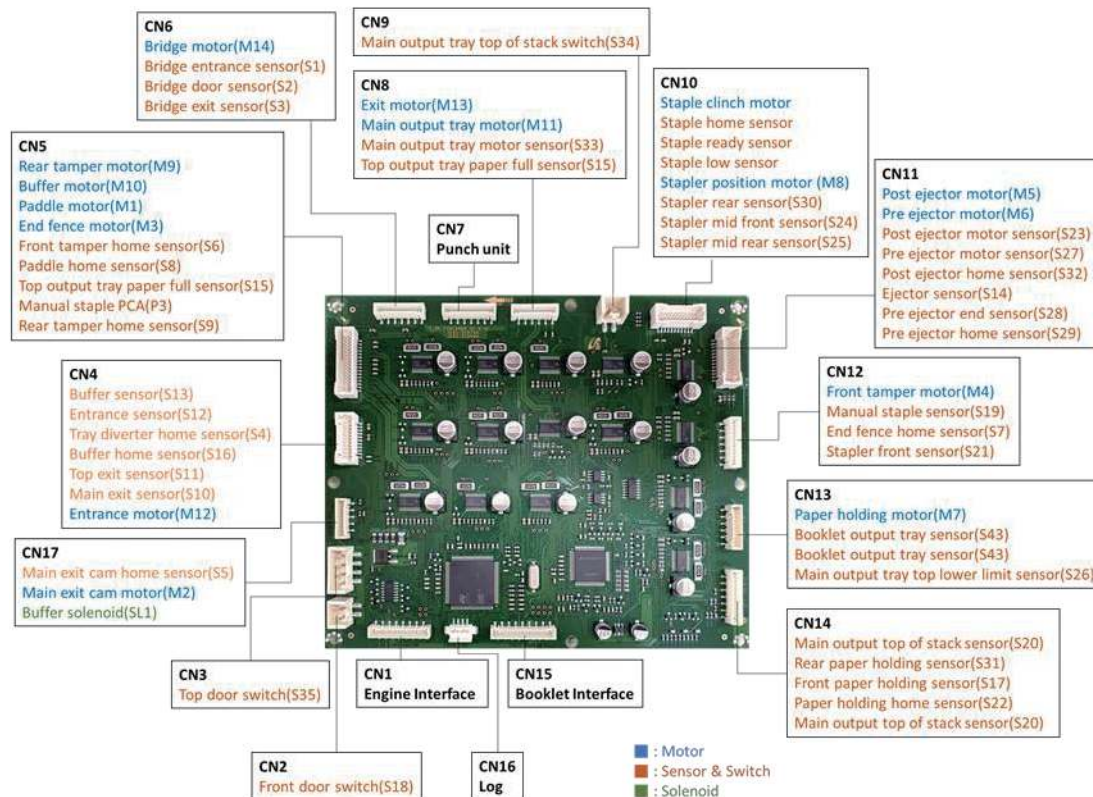 CN6
Bridge motor(M14)
Bridge entrance sensor(S1)
Bridge door sensor(S2)
Bridge exit sensor(S3)
CN9
Main output tray top of stack switch(S34)
CN8
Exit motor(M13)
Main output tray motor(M11)
Main output tray motor sensor(S33)
Top output tray paper full sensor(S15)
CN10
Staple clinch motor
Staple home sensor
Staple ready sensor
Staple low sensor
Stapler position motor (M8)
Stapler rear sensor(S30)
Stapler mid front sensor(S24)
Stapler mid rear sensor(S25)
CN5
Rear tamper motor(M9)
Buffer motor(M10)
Paddle motor(M1)
End fence motor(M3)
Front tamper home sensor(S6)
Paddle home sensor(S8)
Top output tray paper full sensor(S15)
Manual staple PCA(P3)
Rear tamper home sensor(S9)
CN7
Punch unit
CN11
Post ejector motor(M5)
Pre ejector motor(M6)
Post ejector motor sensor(S23)
Pre ejector motor sensor(S27)
Post ejector home sensor(S32)
Ejector sensor(S14)
Pre ejector end sensor(S28)
Pre ejector home sensor(S29)
CN4
Buffer sensor(S13)
Entrance sensor(S12)
Tray diverter home sensor(S4)
Buffer home sensor(S16)
Top exit sensor(S11)
Main exit sensor(S10)
Entrance motor(M12)
CN12
Front tamper motor(M4)
Manual staple sensor(S19)
End fence home sensor(S7)
Stapler front sensor(S21)
CN13
Paper holding motor(M7)
Booklet output tray sensor(S43)
Booklet output tray sensor(S43)
Main output tray top lower limit sensor(S26)
CN17
Main exit cam home sensor(S5)
Main exit cam motor(M2)
Buffer solenoid(SL1)
CN14
Main output top of stack sensor(S20)
Rear paper holding sensor(S31)
Front paper holding sensor(S17)
Paper holding home sensor(S22)
Main output top of stack sensor(S20)
CN3
Top door switch(S35)
CN1
Engine Interface
CN15
Booklet Interface
CN2
Front door switch(S18)
CN16
Log
: Motor
: Sensor & Switch
: Solenoid